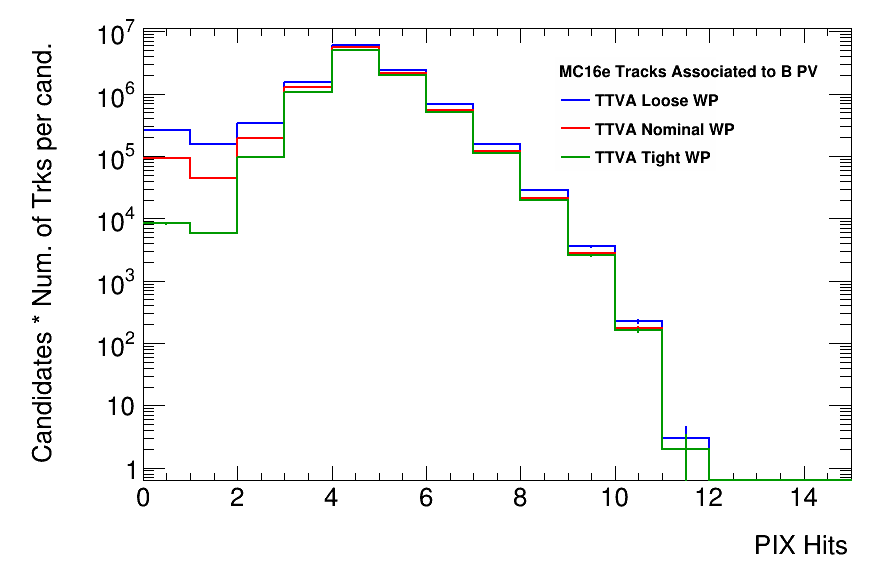 Candidates * Num. of Trks per cand.
10^7
10^6
10^5
10^4
10^3
10^2
10
1
MC16e Tracks Associated to B PV
TTVA Loose WP
TTVA Nominal WP
TTVA Tight WP
0 2 4 6 8 10 12 14
PIX Hits